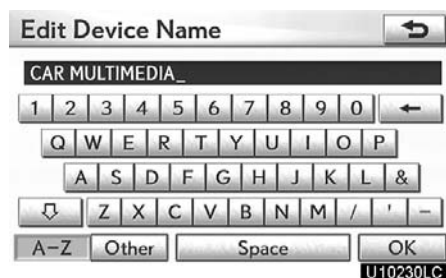 Edit Device Name
CAR MULTIMEDIA_
1 2 3 4 5 6 7 8 9 0
Q W E R T Y U I O P
A S D F G H J K L &
Z X C V B N M / ' -
A-Z Other Space OK
U10230LC